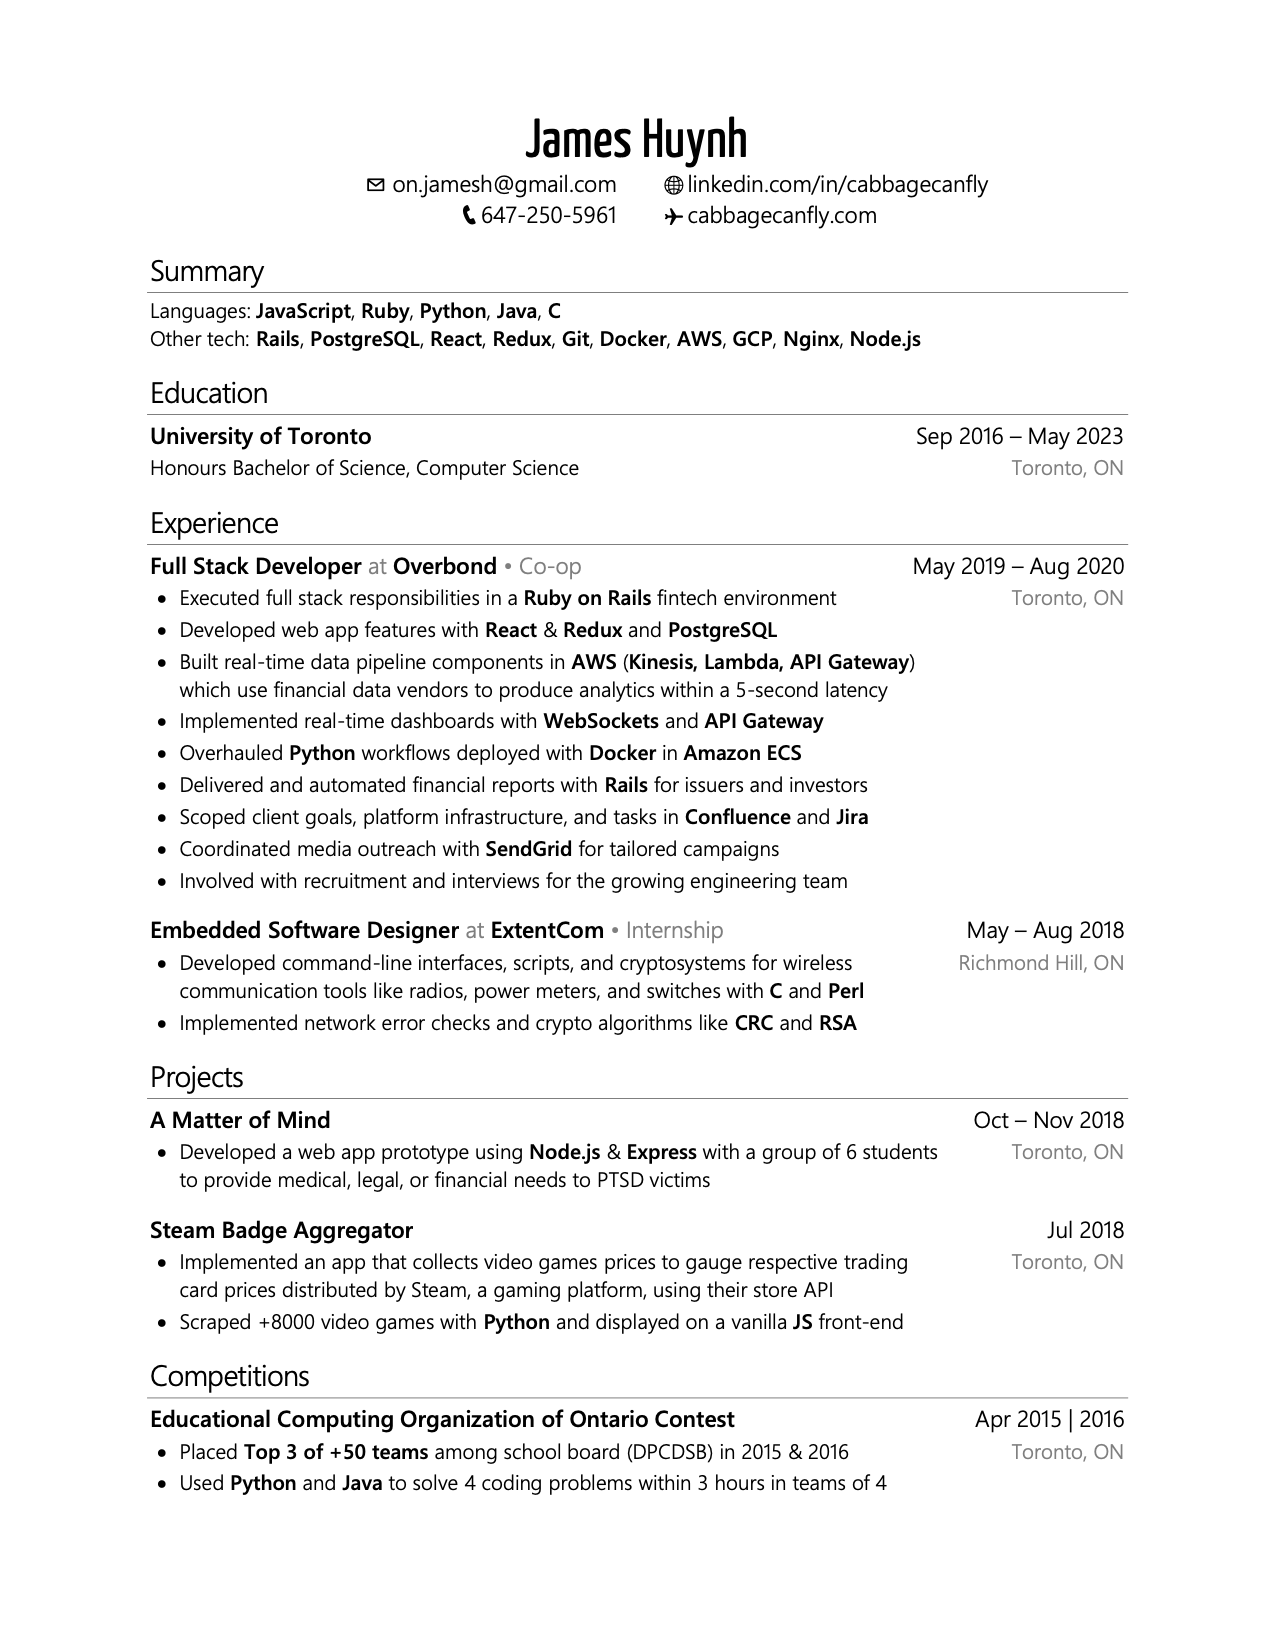 James Huynh
on.jamesh@gmail.com linkedin.com/in/cabbagecanfly
647-250-5961 cabbagecanfly.com
Summary
Languages: JavaScript, Ruby, Python, Java, C
Other tech: Rails, PostgreSQL, React, Redux, Git, Docker, AWS, GCP, Nginx, Node.js
Education
University of Toronto Sep 2016 – May 2023
Honours Bachelor of Science, Computer Science Toronto, ON
Experience
Full Stack Developer at Overbond • Co-op May 2019 – Aug 2020
• Executed full stack responsibilities in a Ruby on Rails fintech environment Toronto, ON
• Developed web app features with React & Redux and PostgreSQL
• Built real-time data pipeline components in AWS (Kinesis, Lambda, API Gateway)
which use financial data vendors to produce analytics within a 5-second latency
• Implemented real-time dashboards with WebSockets and API Gateway
• Overhauled Python workflows deployed with Docker in Amazon ECS
• Delivered and automated financial reports with Rails for issuers and investors
• Scoped client goals, platform infrastructure, and tasks in Confluence and Jira
• Coordinated media outreach with SendGrid for tailored campaigns
• Involved with recruitment and interviews for the growing engineering team
Embedded Software Designer at ExtentCom • Internship May – Aug 2018
• Developed command-line interfaces, scripts, and cryptosystems for wireless Richmond Hill, ON
communication tools like radios, power meters, and switches with C and Perl
• Implemented network error checks and crypto algorithms like CRC and RSA
Projects
A Matter of Mind Oct – Nov 2018
• Developed a web app prototype using Node.js & Express with a group of 6 students Toronto, ON
to provide medical, legal, or financial needs to PTSD victims
Steam Badge Aggregator Jul 2018
• Implemented an app that collects video games prices to gauge respective trading Toronto, ON
card prices distributed by Steam, a gaming platform, using their store API
• Scraped +8000 video games with Python and displayed on a vanilla JS front-end
Competitions
Educational Computing Organization of Ontario Contest Apr 2015 | 2016
• Placed Top 3 of +50 teams among school board (DPCDSB) in 2015 & 2016 Toronto, ON
• Used Python and Java to solve 4 coding problems within 3 hours in teams of 4